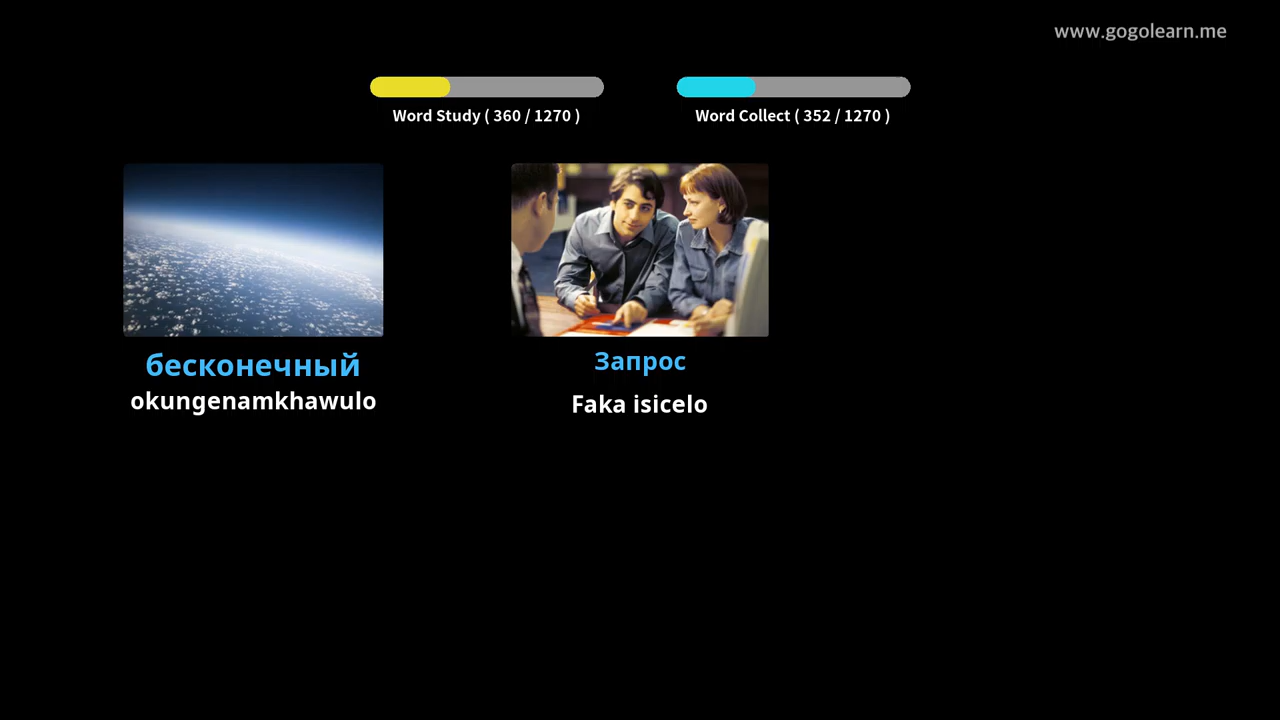 www.gogolearn.me
Word Study ( 360 / 1270 )
Word Collect ( 352 / 1270 )
бесконечный
okungenamkhawulo
Запрос
Faka isicelo